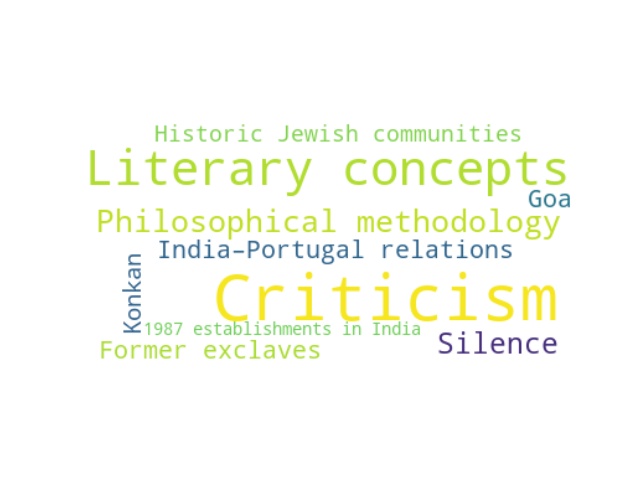 Historic Jewish communities
Literary concepts
Goa
Philosophical methodology
India–Portugal relations
Konkan
Criticism
1987 establishments in India
Silence
Former exclaves